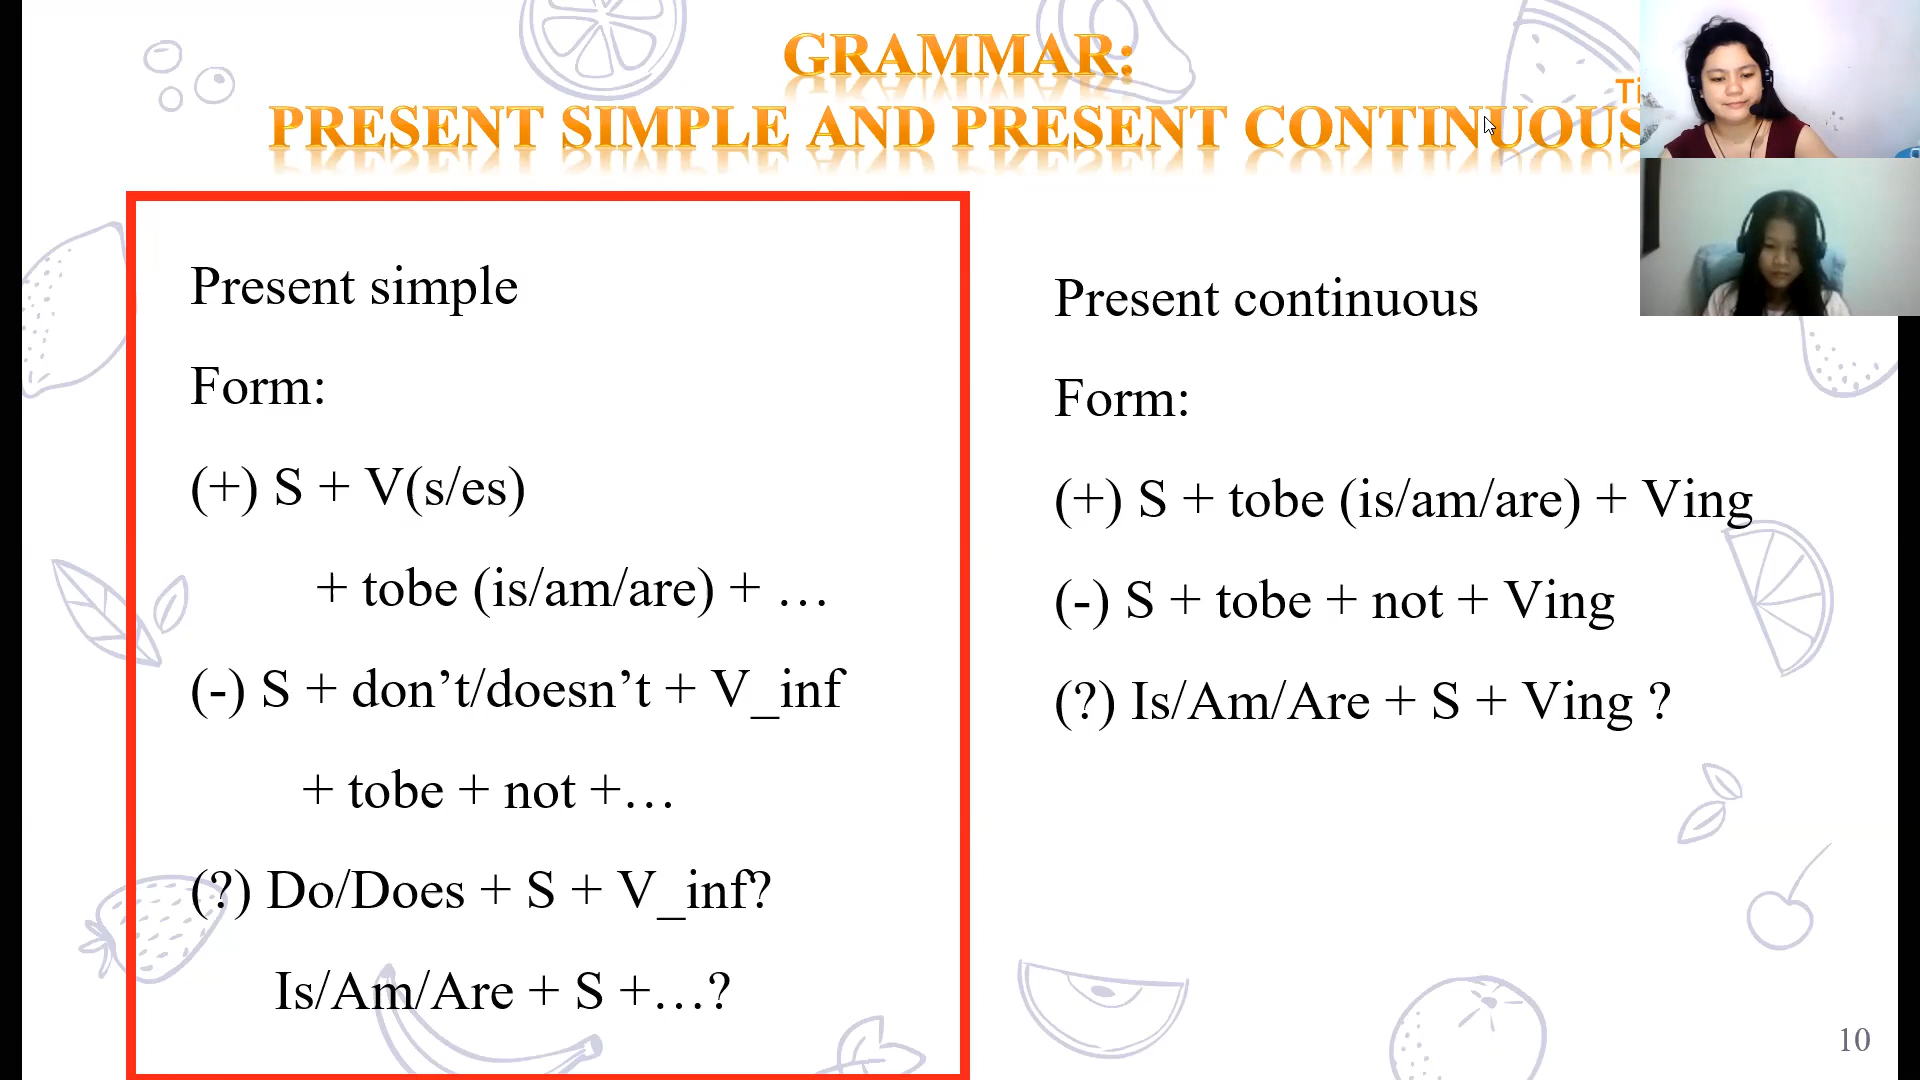 GRAMMAR:
PRESENT SIMPLE AND PRESENT CONTINUOUS
Present simple
Form:
(+) S + V(s/es)
+ tobe (is/am/are) + …
(-) S + don’t/doesn’t + V_inf
+ tobe + not +…
(?) Do/Does + S + V_inf?
Is/Am/Are + S +…?
Present continuous
Form:
(+) S + tobe (is/am/are) + Ving
(-) S + tobe + not + Ving
(?) Is/Am/Are + S + Ving ?
10